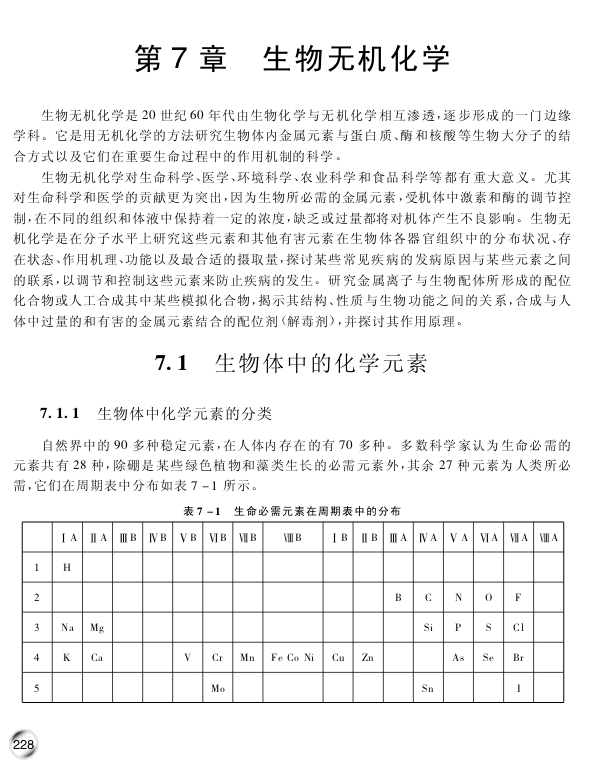 第 7 章　生物无机化学
生物无机化学是 20 世纪 60 年代由生物化学与无机化学相互渗透,逐步形成的一门边缘
学科。它是用无机化学的方法研究生物体内金属元素与蛋白质、酶和核酸等生物大分子的结
合方式以及它们在重要生命过程中的作用机制的科学。
生物无机化学对生命科学、医学、环境科学、农业科学和食品科学等都有重大意义。尤其
对生命科学和医学的贡献更为突出,因为生物所必需的金属元素,受机体中激素和酶的调节控
制,在不同的组织和体液中保持着一定的浓度,缺乏或过量都将对机体产生不良影响。生物无
机化学是在分子水平上研究这些元素和其他有害元素在生物体各器官组织中的分布状况、存
在状态、作用机理、功能以及最合适的摄取量,探讨某些常见疾病的发病原因与某些元素之间
的联系,以调节和控制这些元素来防止疾病的发生。研究金属离子与生物配体所形成的配位
化合物或人工合成其中某些模拟化合物,揭示其结构、性质与生物功能之间的关系,合成与人
体中过量的和有害的金属元素结合的配位剂(解毒剂),并探讨其作用原理。
7.1　生物体中的化学元素
7.1.1　生物体中化学元素的分类
自然界中的 90 多种稳定元素,在人体内存在的有 70 多种。多数科学家认为生命必需的
元素共有 28 种,除硼是某些绿色植物和藻类生长的必需元素外,其余 27 种元素为人类所必
需,它们在周期表中分布如表 7－1 所示。
表 7－1　生命必需元素在周期表中的分布
ⅠA ⅡA ⅢB ⅣB ⅤB ⅥB ⅦB ⅧB ⅠB ⅡB ⅢA ⅣA ⅤA ⅥA ⅦA ⅧA
1 H
2 B C N O F
3 Na Mg Si P S Cl
4 K Ca V Cr Mn Fe Co Ni Cu Zn As Se Br
5 Mo Sn I
228